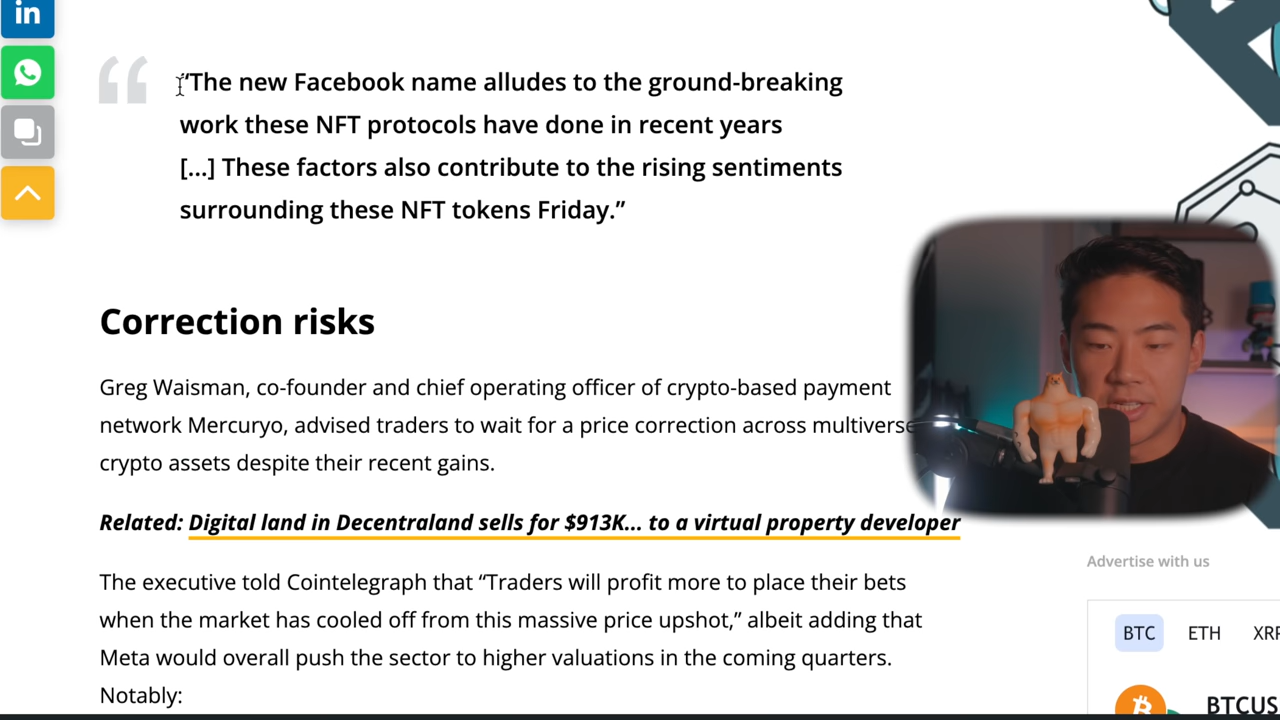 in
“The new Facebook name alludes to the ground-breaking
work these NFT protocols have done in recent years
[...] These factors also contribute to the rising sentiments
surrounding these NFT tokens Friday.”
Correction risks
Greg Waisman, co-founder and chief operating officer of crypto-based payment
network Mercuryo, advised traders to wait for a price correction across multiverse
crypto assets despite their recent gains.
Related: Digital land in Decentraland sells for $913K... to a virtual property developer
The executive told Cointelegraph that “Traders will profit more to place their bets
when the market has cooled off from this massive price upshot,” albeit adding that
Meta would overall push the sector to higher valuations in the coming quarters.
Notably:
Advertise with us
BTC ETH XRP
BTCUS